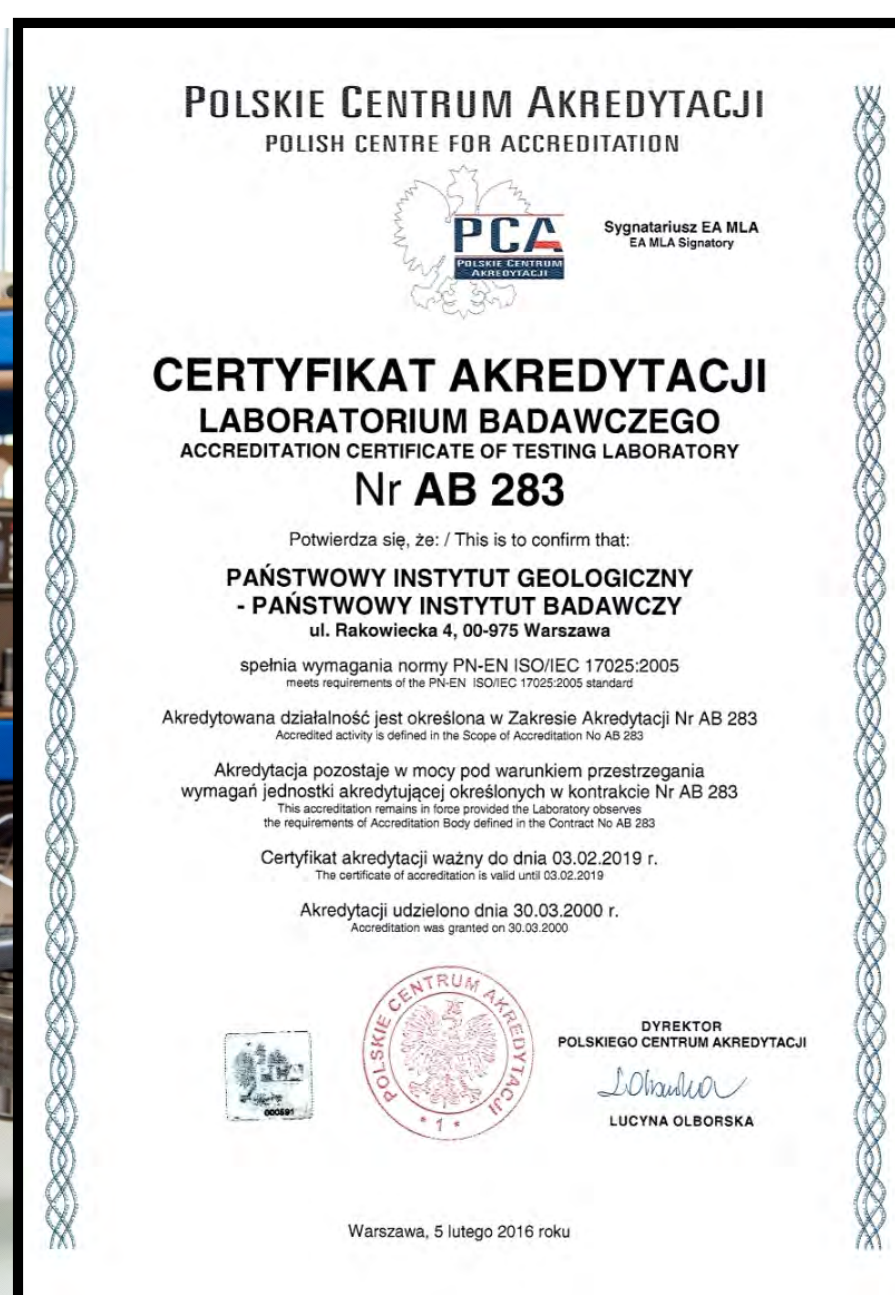 POLSKIE CENTRUM AKREDYTACJI
POLISH CENTRE FOR ACCREDITATION
PCA
POLSKIE CENTRUM
AKREDYTACJI
Sygnatariusz EA MLA
EA MLA Signatory
CERTYFIKAT AKREDYTACJI
LABORATORIUM BADAWCZEGO
ACCREDITATION CERTIFICATE OF TESTING LABORATORY
Nr AB 283
Potwierdza się, że: / This is to confirm that:
PAŃSTWOWY INSTYTUT GEOLOGICZNY
- PAŃSTWOWY INSTYTUT BADAWCZY
ul. Rakowiecka 4, 00-975 Warszawa
spełnia wymagania normy PN-EN ISO/IEC 17025:2005
meets requirements of the PN-EN ISO/IEC 17025:2005 standard
Akredytowana działalność jest określona w Zakresie Akredytacji Nr AB 283
Accredited activity is defined in the Scope of Accreditation No AB 283
Akredytacja pozostaje w mocy pod warunkiem przestrzegania
wymagań jednostki akredytującej określonych w kontrakcie Nr AB 283
This accreditation remains in force provided the Laboratory observes
the requirements of Accreditation Body defined in the Contract No AB 283
Certyfikat akredytacji ważny do dnia 03.02.2019 r.
The certificate of accreditation is valid until 03.02.2019
Akredytacji udzielono dnia 30.03.2000 r.
Accreditation was granted on 30.03.2000
000591
POLSKIE CENTRUM AKREDYTACJI
* 1 *
DYREKTOR
POLSKIEGO CENTRUM AKREDYTACJI
LUCYNA OLBORSKA
Warszawa, 5 lutego 2016 roku